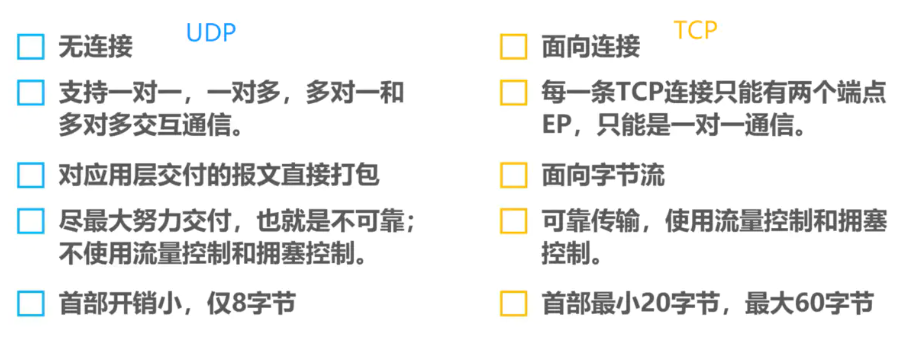 UDP
无连接
支持一对一，一对多，多对一和
多对多交互通信。
对应用层交付的报文直接打包
尽最大努力交付，也就是不可靠；
不使用流量控制和拥塞控制。
首部开销小，仅8字节
TCP
面向连接
每一条TCP连接只能有两个端点
EP，只能是一对一通信。
面向字节流
可靠传输，使用流量控制和拥塞
控制。
首部最小20字节，最大60字节